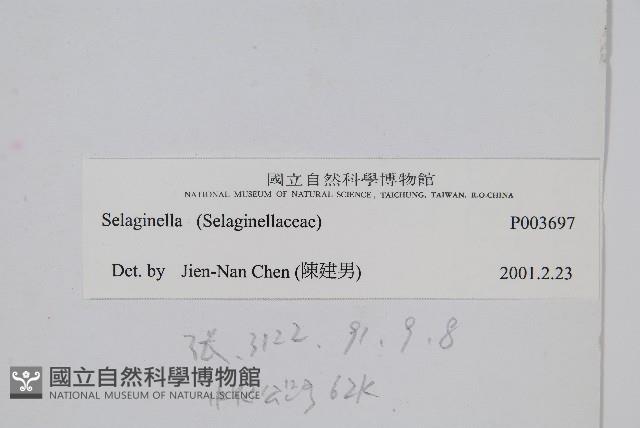 國立自然科學博物館
NATIONAL MUSEUM OF NATURAL SCIENCE, TAICHUNG, TAIWAN, R.O.CHINA
Selaginella (Selaginellaceae) P003697
Det. by Jien-Nan Chen (陳建男) 2001.2.23
張. 3122. 91. 9. 8
62K
國立自然科學博物館
NATIONAL MUSEUM OF NATURAL SCIENCE